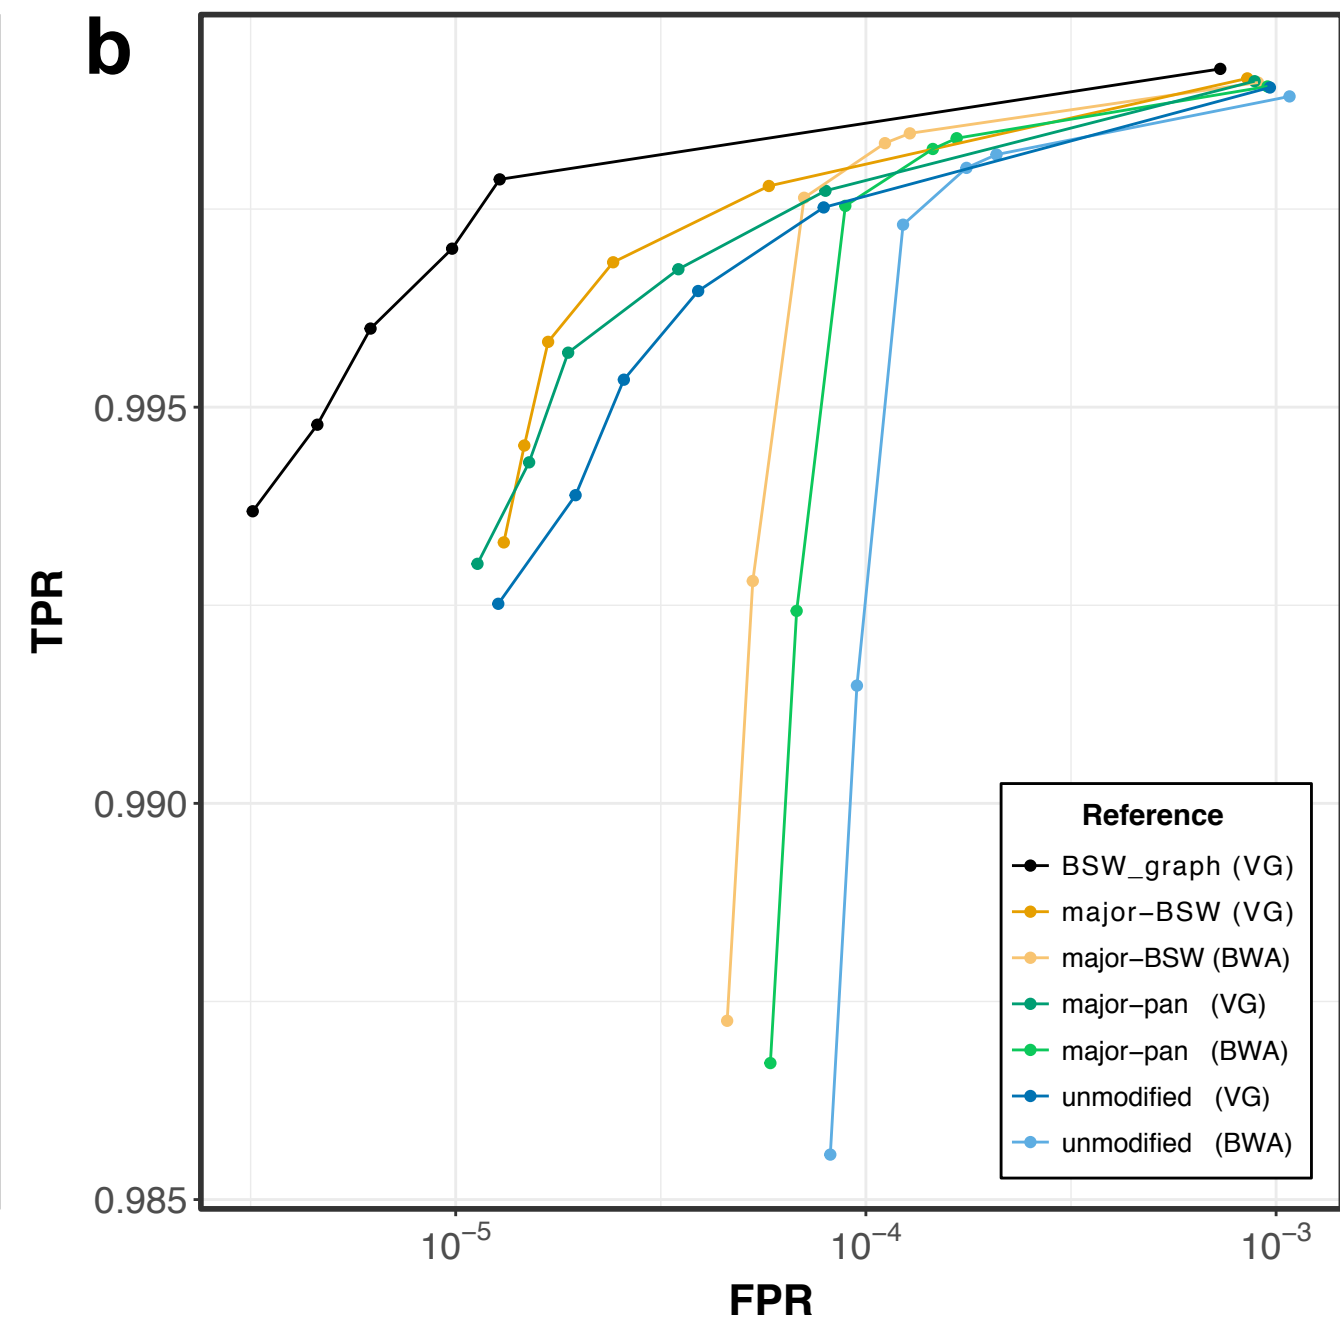 b
0.995
0.990
0.985
TPR
Reference
BSW_graph (VG)
major−BSW (VG)
major−BSW (BWA)
major−pan (VG)
major−pan (BWA)
unmodified (VG)
unmodified (BWA)
10⁻⁵ 10⁻⁴ 10⁻³
FPR